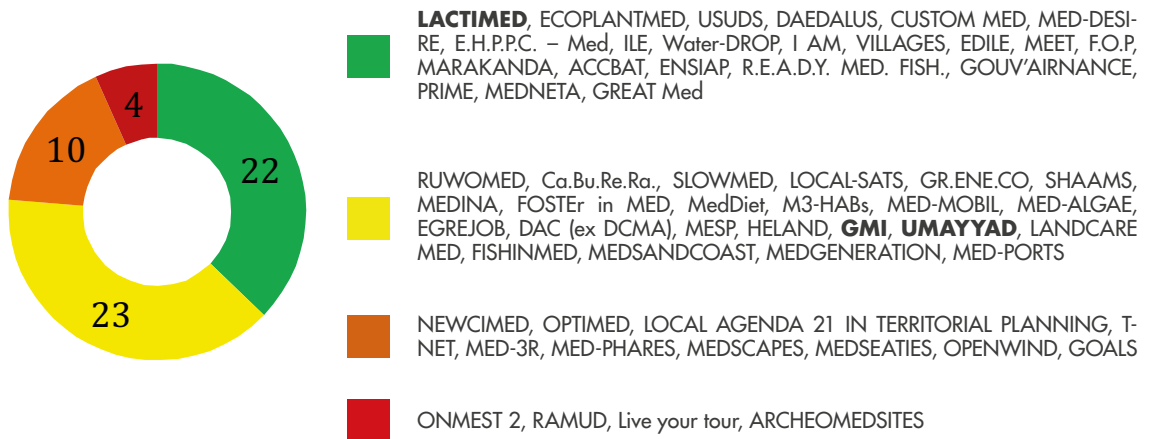 LACTIMED, ECOPLANTMED, USUDS, DAEDALUS, CUSTOM MED, MED-DESI-
RE, E.H.P.P.C. – Med, ILE, Water-DROP, I AM, VILLAGES, EDILE, MEET, F.O.P,
MARAKANDA, ACCBAT, ENSIAP, R.E.A.D.Y. MED. FISH., GOUV'AIRNANCE,
PRIME, MEDNETA, GREAT Med
4
10
22
23
RUWOMED, Ca.Bu.Re.Ra., SLOWMED, LOCAL-SATS, GR.ENE.CO, SHAAMS,
MEDINA, FOSTEr in MED, MedDiet, M3-HABs, MED-MOBIL, MED-ALGAE,
EGREJOB, DAC (ex DCMA), MESP, HELAND, GMI, UMAYYAD, LANDCARE
MED, FISHINMED, MEDSANDCOAST, MEDGENERATION, MED-PORTS
NEWCIMED, OPTIMED, LOCAL AGENDA 21 IN TERRITORIAL PLANNING, T-
NET, MED-3R, MED-PHARES, MEDSCAPES, MEDSEATIES, OPENWIND, GOALS
ONMEST 2, RAMUD, Live your tour, ARCHEOMEDSITES